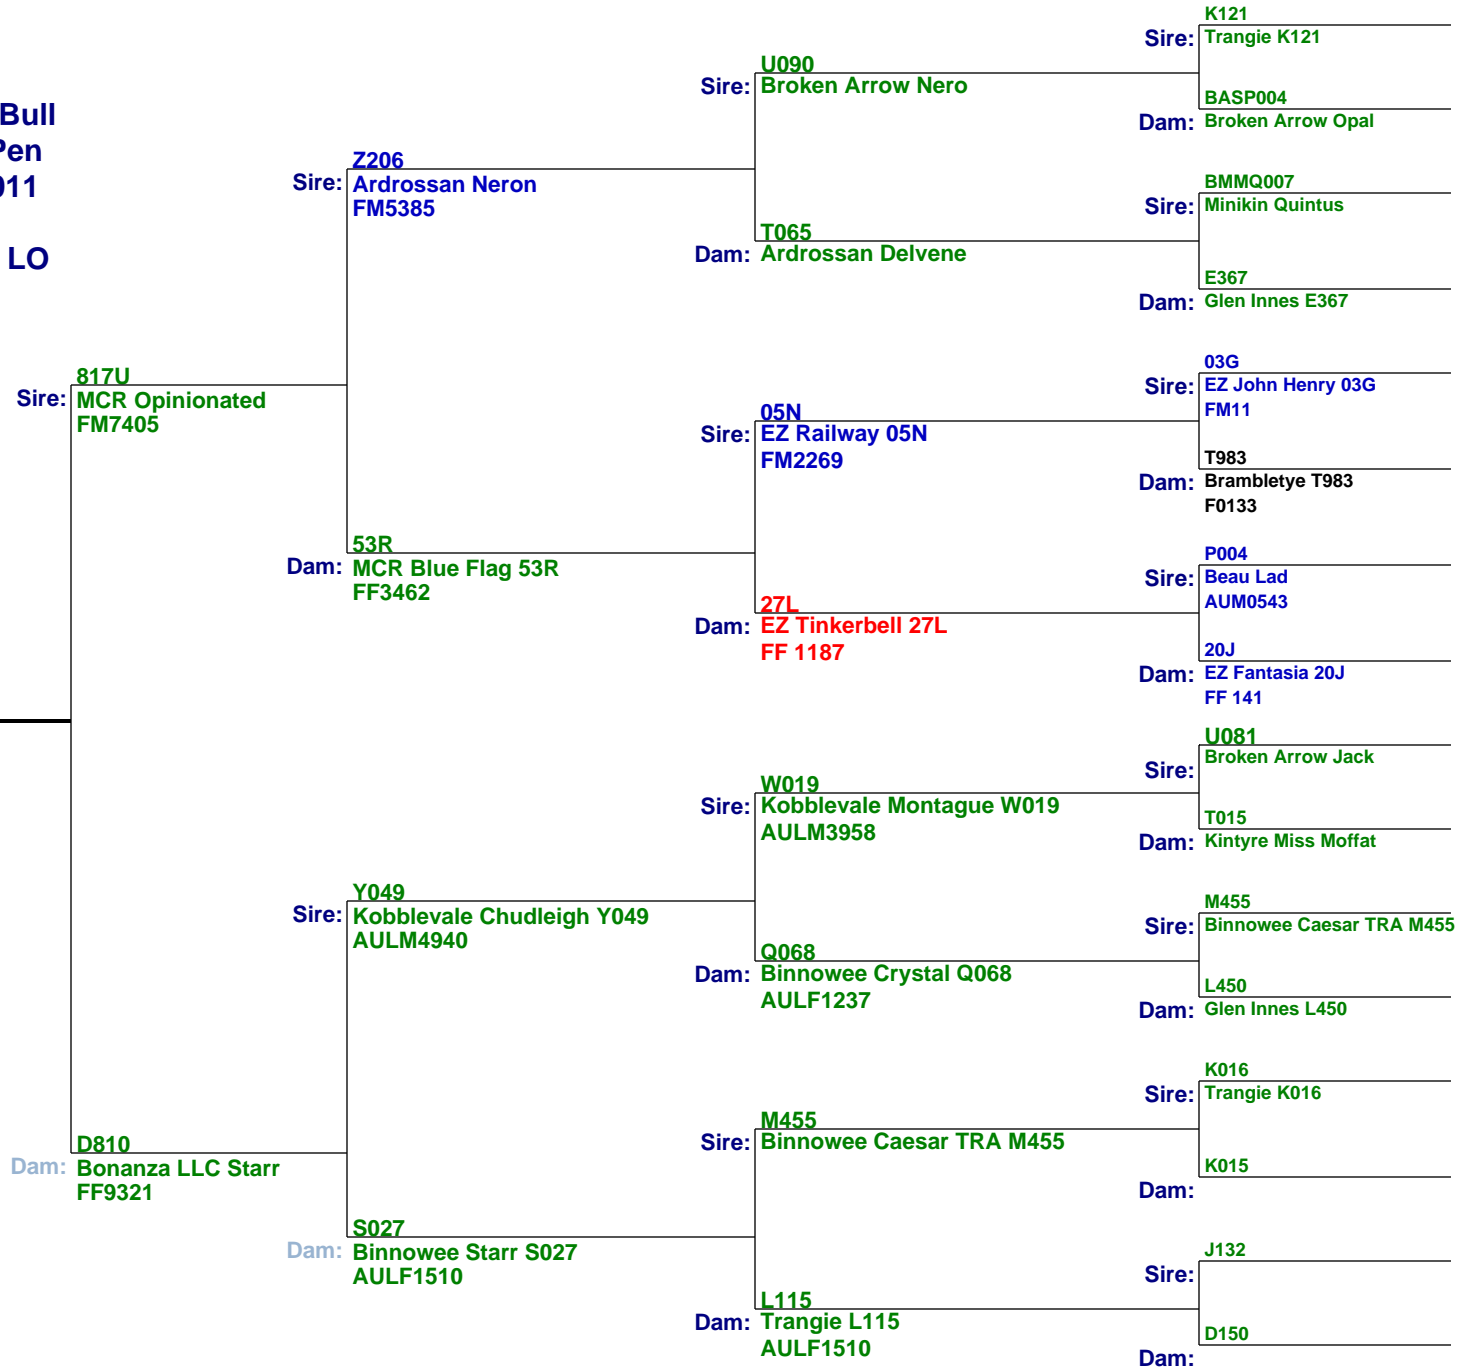 Bull
Pen
011
LO
Sire:
817U
MCR Opinionated
FM7405
Dam:
D810
Bonanza LLC Starr
FF9321
Sire:
Z206
Ardrossan Neron
FM5385
Dam:
53R
MCR Blue Flag 53R
FF3462
Sire:
Y049
Kobblevale Chudleigh Y049
AULM4940
Dam:
S027
Binnowee Starr S027
AULF1510
Sire:
U090
Broken Arrow Nero
Dam:
T065
Ardrossan Delvene
Sire:
05N
EZ Railway 05N
FM2269
Dam:
27L
EZ Tinkerbell 27L
FF 1187
Sire:
W019
Kobblevale Montague W019
AULM3958
Dam:
Q068
Binnowee Crystal Q068
AULF1237
Sire:
M455
Binnowee Caesar TRA M455
Dam:
L115
Trangie L115
AULF1510
Sire:
K121
Trangie K121
Dam:
BASP004
Broken Arrow Opal
Sire:
BMMQ007
Minikin Quintus
Dam:
E367
Glen Innes E367
Sire:
03G
EZ John Henry 03G
FM11
Dam:
T983
Brambletye T983
F0133
Sire:
P004
Beau Lad
AUM0543
Dam:
20J
EZ Fantasia 20J
FF 141
Sire:
U081
Broken Arrow Jack
Dam:
T015
Kintyre Miss Moffat
Sire:
M455
Binnowee Caesar TRA M455
Dam:
L450
Glen Innes L450
Sire:
K016
Trangie K016
Dam:
K015
Sire:
J132
Dam:
D150